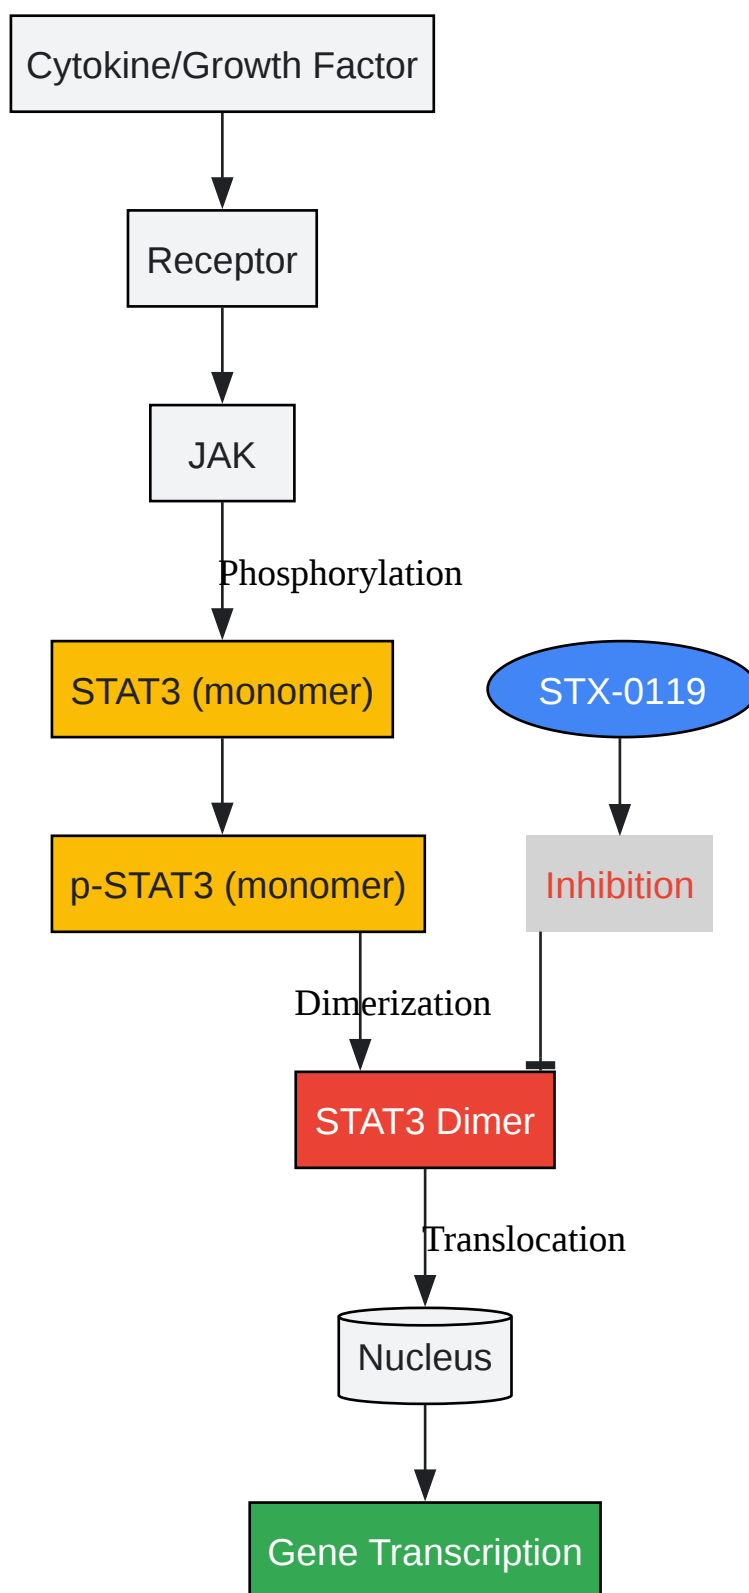 Cytokine/Growth Factor
Receptor
JAK
Phosphorylation
STAT3 (monomer)
STX-0119
p-STAT3 (monomer)
Inhibition
Dimerization
STAT3 Dimer
Translocation
Nucleus
Gene Transcription